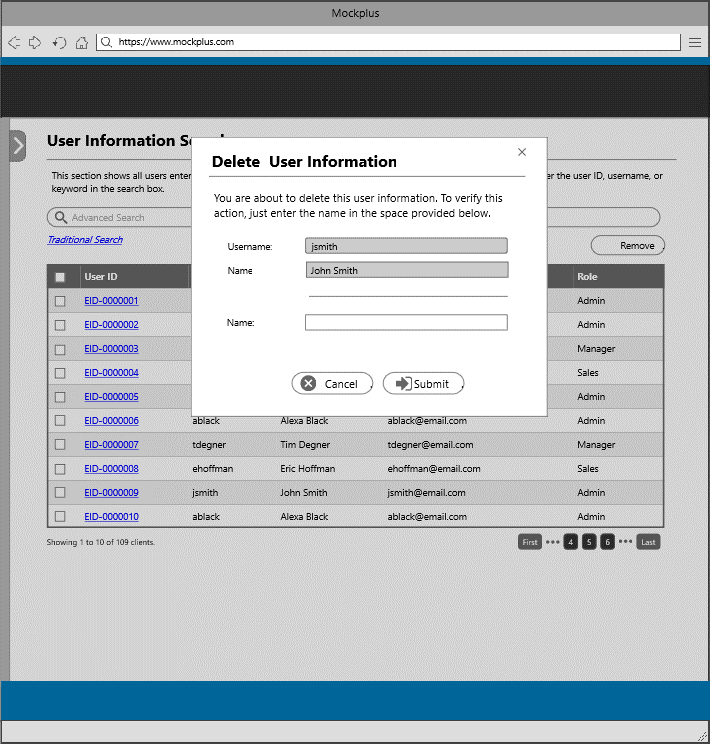 Mockplus
https://www.mockplus.com
User Information Se
This section shows all users ente
er the user ID, username, or
keyword in the search box.
Advanced Search
Traditional Search
Remove
Delete  User Information
You are about to delete this user information. To verify this
action, just enter the name in the space provided below.
Username: jsmith
Name John Smith
Name:
Cancel
Submit
User ID Role
EID-0000001 Admin
EID-0000002 Admin
EID-0000003 Manager
EID-0000004 Sales
EID-0000005 Admin
EID-0000006 ablack Alexa Black ablack@email.com Admin
EID-0000007 tdegner Tim Degner tdegner@email.com Manager
EID-0000008 ehoffman Eric Hoffman ehoffman@email.com Sales
EID-0000009 jsmith John Smith jsmith@email.com Admin
EID-0000010 ablack Alexa Black ablack@email.com Admin
Showing 1 to 10 of 109 clients.
First ••• 4 5 6 ••• Last